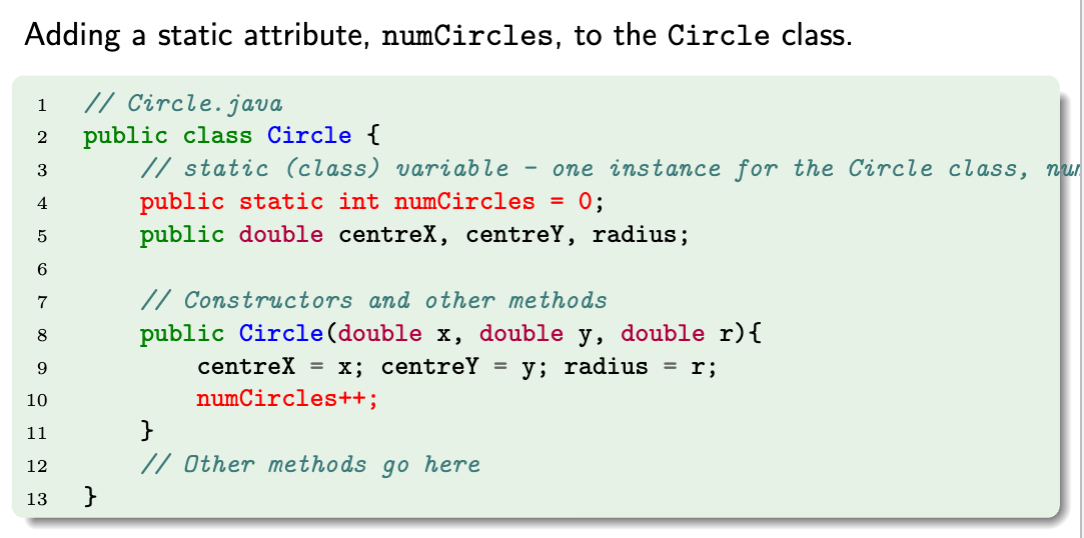 Adding a static attribute, numCircles, to the Circle class.
1 // Circle.java
2 public class Circle {
3 // static (class) variable - one instance for the Circle class,
4 public static int numCircles = 0;
5 public double centreX, centreY, radius;
6
7 // Constructors and other methods
8 public Circle(double x, double y, double r){
9 centreX = x; centreY = y; radius = r;
10 numCircles++;
11 }
12 // Other methods go here
13 }